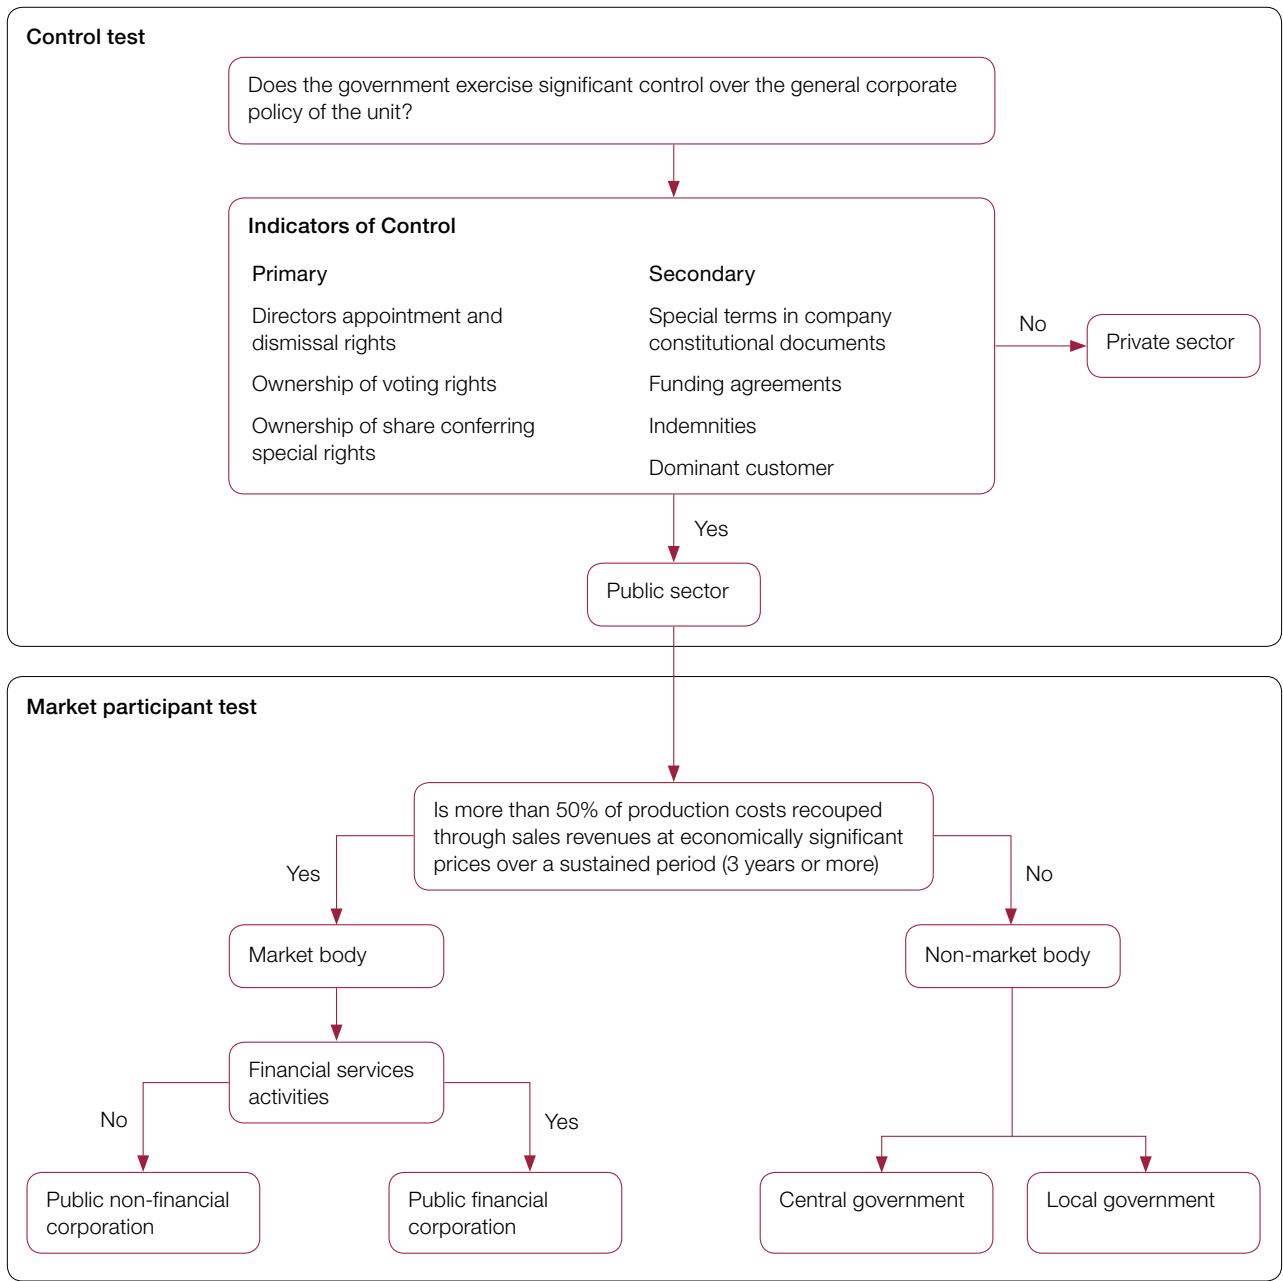 Control test
Does the government exercise significant control over the general corporate
policy of the unit?
Indicators of Control
Primary
Directors appointment and
dismissal rights
Ownership of voting rights
Ownership of share conferring
special rights
Secondary
Special terms in company
constitutional documents
Funding agreements
Indemnities
Dominant customer
No
Private sector
Yes
Public sector
Market participant test
Is more than 50% of production costs recouped
through sales revenues at economically significant
prices over a sustained period (3 years or more)
Yes
No
Market body
Non-market body
Financial services
activities
No
Yes
Public non-financial
corporation
Public financial
corporation
Central government
Local government